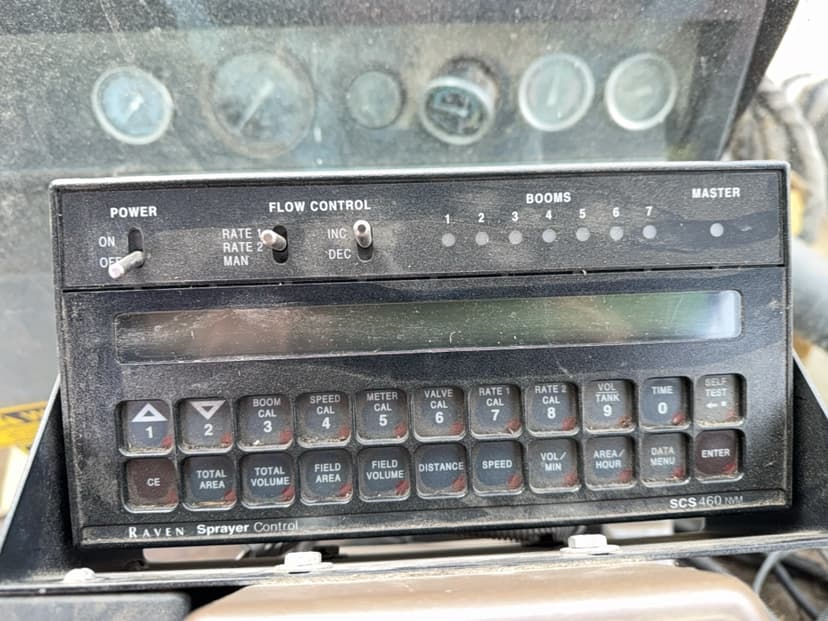 POWER
ON
OFF
FLOW CONTROL
RATE 1
RATE 2
MAN
INC
DEC
BOOMS
1 2 3 4 5 6 7
MASTER
1
2
BOOM
CAL
3
SPEED
CAL
4
METER
CAL
5
VALVE
CAL
6
RATE 1
CAL
7
RATE 2
CAL
8
VOL
TANK
9
TIME
0
SELF
TEST
CE
TOTAL
AREA
TOTAL
VOLUME
FIELD
AREA
FIELD
VOLUME
DISTANCE
SPEED
VOL/
MIN
AREA/
HOUR
DATA
MENU
ENTER
RAVEN Sprayer Control
SCS 460 NVM